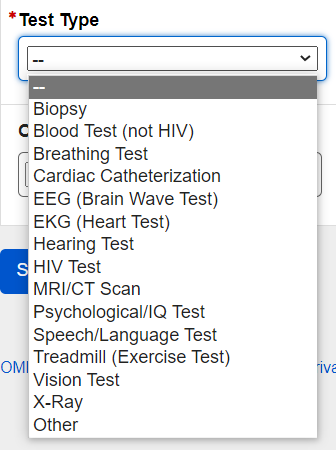 *Test Type
--
--
Biopsy
Blood Test (not HIV)
Breathing Test
Cardiac Catheterization
EEG (Brain Wave Test)
EKG (Heart Test)
Hearing Test
HIV Test
MRI/CT Scan
Psychological/IQ Test
Speech/Language Test
Treadmill (Exercise Test)
Vision Test
X-Ray
Other